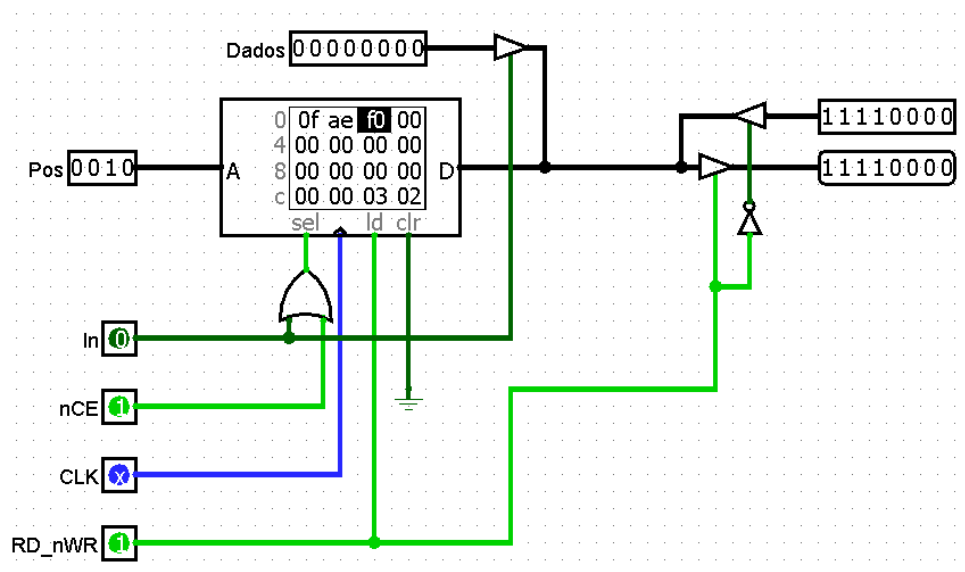 Dados 00000000
0 0f ae f0 00
11110000
4 00 00 00 00
Pos 0010 A 8 00 00 00 00 D 11110000
c 00 00 03 02
sel ld clr
In 0
nCE 1
CLK x
RD_nWR 1